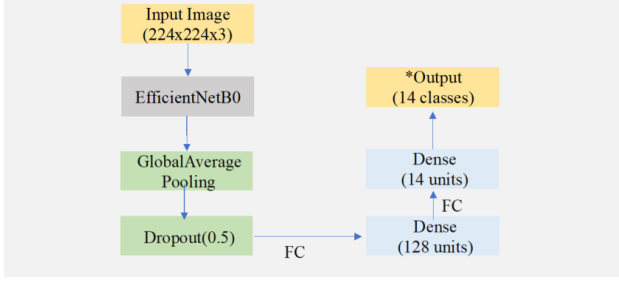 Input Image
(224x224x3)
EfficientNetB0
GlobalAverage
Pooling
Dropout(0.5)
FC
Dense
(128 units)
FC
Dense
(14 units)
*Output
(14 classes)